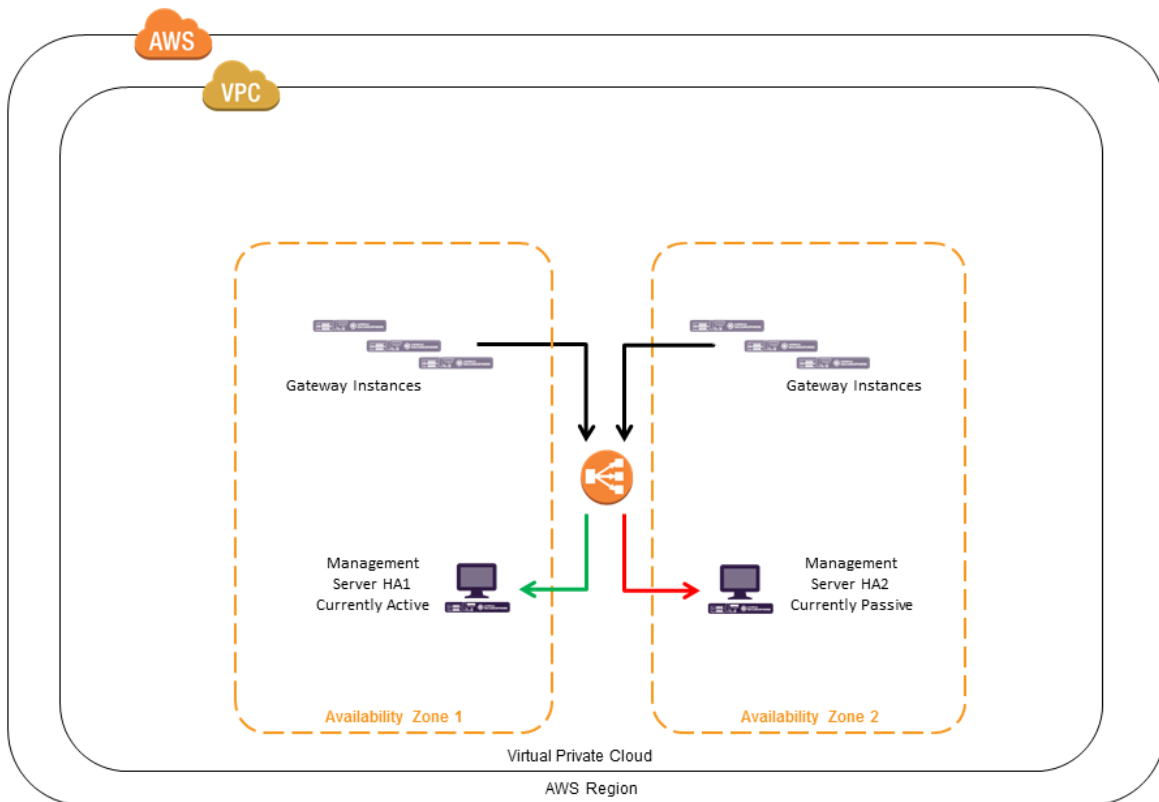 AWS
VPC
Gateway Instances
Gateway Instances
Management
Server HA1
Currently Active
Management
Server HA2
Currently Passive
Availability Zone 1
Availability Zone 2
Virtual Private Cloud
AWS Region